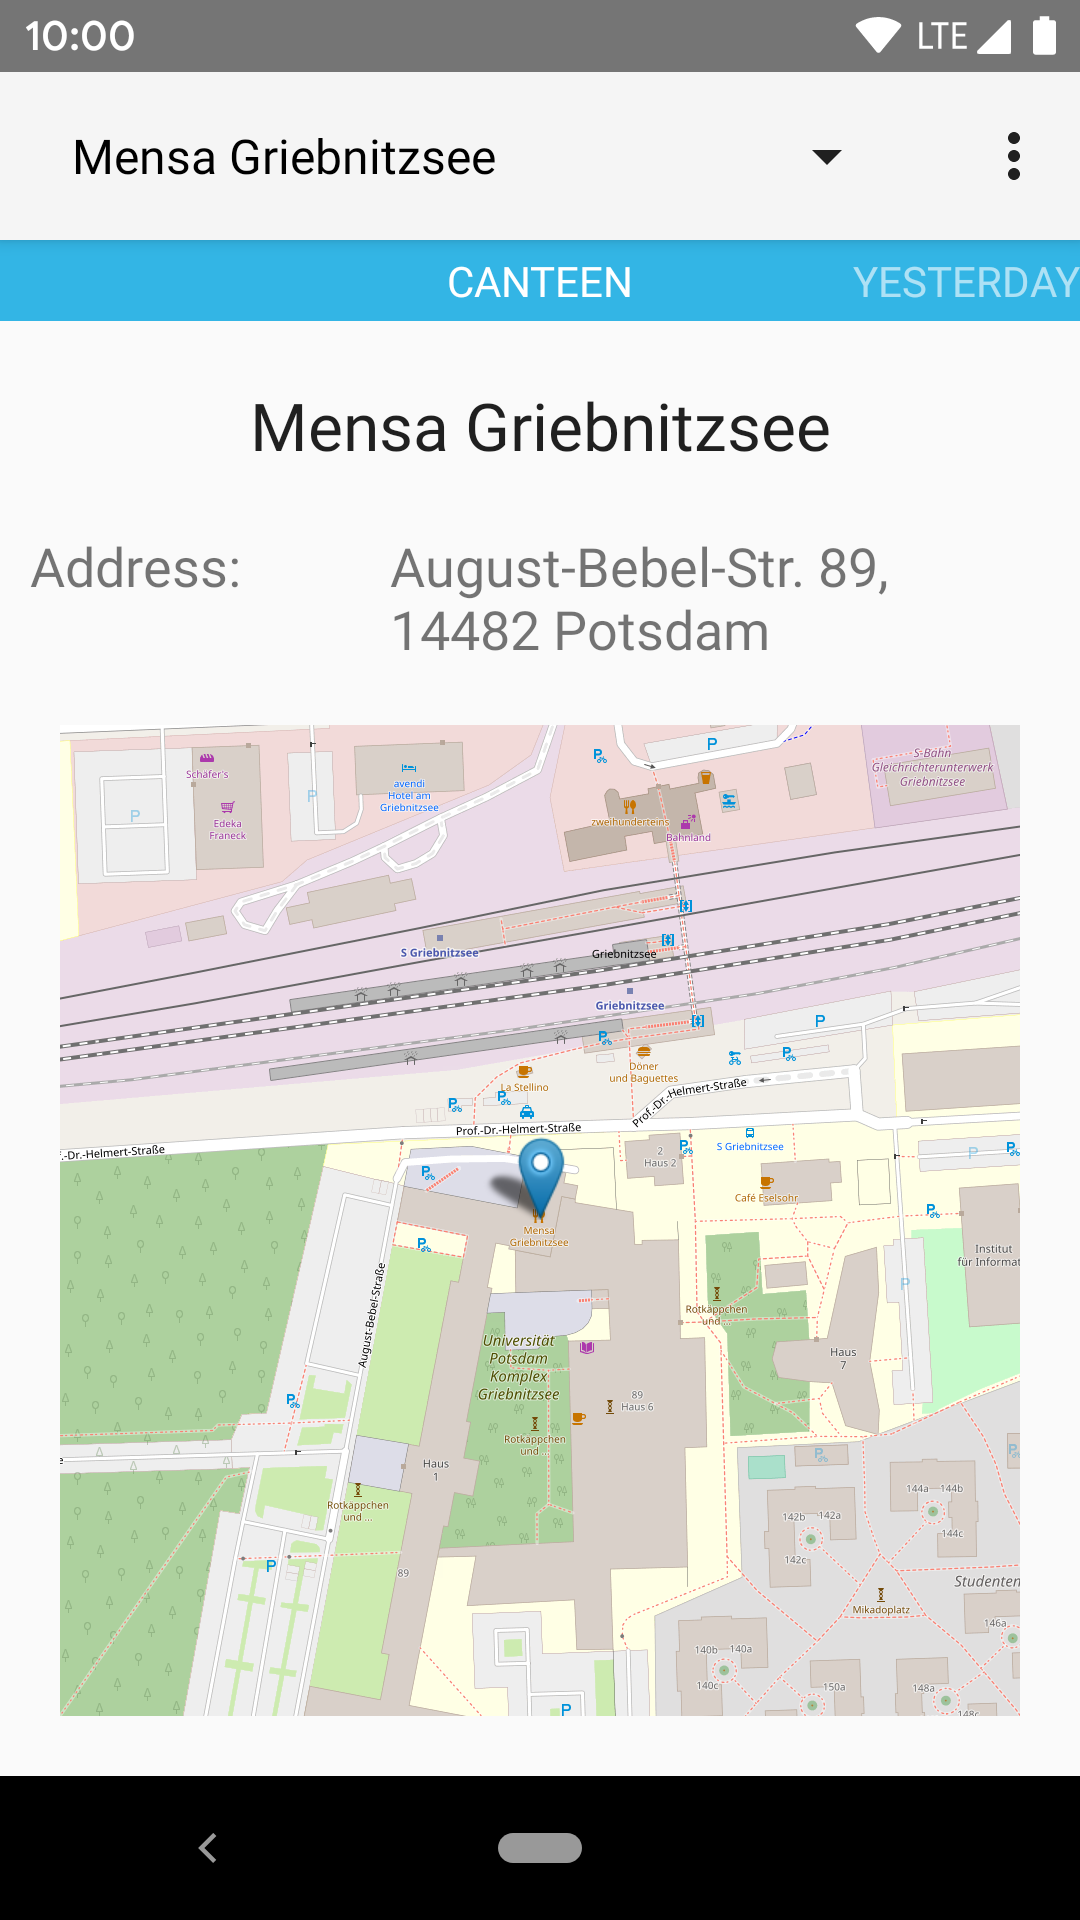 10:00
LTE
Mensa Griebnitzsee
CANTEEN
YESTERDAY
Mensa Griebnitzsee
Address:
August-Bebel-Str. 89,
14482 Potsdam
S-Bahn
Gleichrichterunterwerk
Griebnitzsee
Schäfer's
avendi
Hotel am
Griebnitzsee
Edeka
Franeck
zweihunderteins
Bahnland
S Griebnitzsee
Griebnitzsee
Griebnitzsee
Döner
und Baguettes
La Stellino
Prof.-Dr.-Helmert-Straße
Prof.-Dr.-Helmert-Straße
.-Dr.-Helmert-Straße
S Griebnitzsee
2
Haus 2
Café Eselsohr
Mensa
Griebnitzsee
Institut
für Informat
August-Bebel-Straße
Rotkäppchen
und ...
Universität
Potsdam
Komplex
Griebnitzsee
Haus
7
89
Haus 6
Rotkäppchen
und ...
Haus
1
Rotkäppchen
und ...
144a
144b
142b
142a
144c
142c
89
Studenten
Mikadoplatz
146a
140b
140a
140c
150a
148a
148c